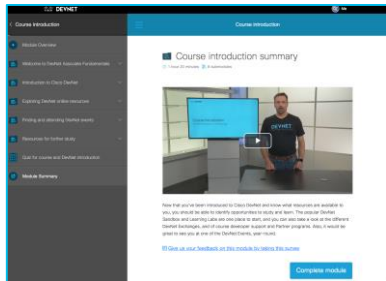 DEVNET
Course introduction
Course introduction
Module Overview
Welcome to DevNet Associate Fundamentals
Introduction to Cisco DevNet
Exploring DevNet online resources
Finding and attending DevNet events
Resources for further study
Quiz for course and DevNet introduction
Module Summary
Course introduction summary
DEVNET
Now that you've been introduced to Cisco DevNet and know what resources are available to
you, you should be able to identify opportunities to study and learn. The popular DevNet
Sandbox and Learning Labs are one place to start, and you can also take a look at the different
DevNet Exchanges, and of course developer support and Partner programs. Also, it would be
great to see you at one of the DevNet Events, year-round.
Give us your feedback on this module by taking this survey.
Complete module